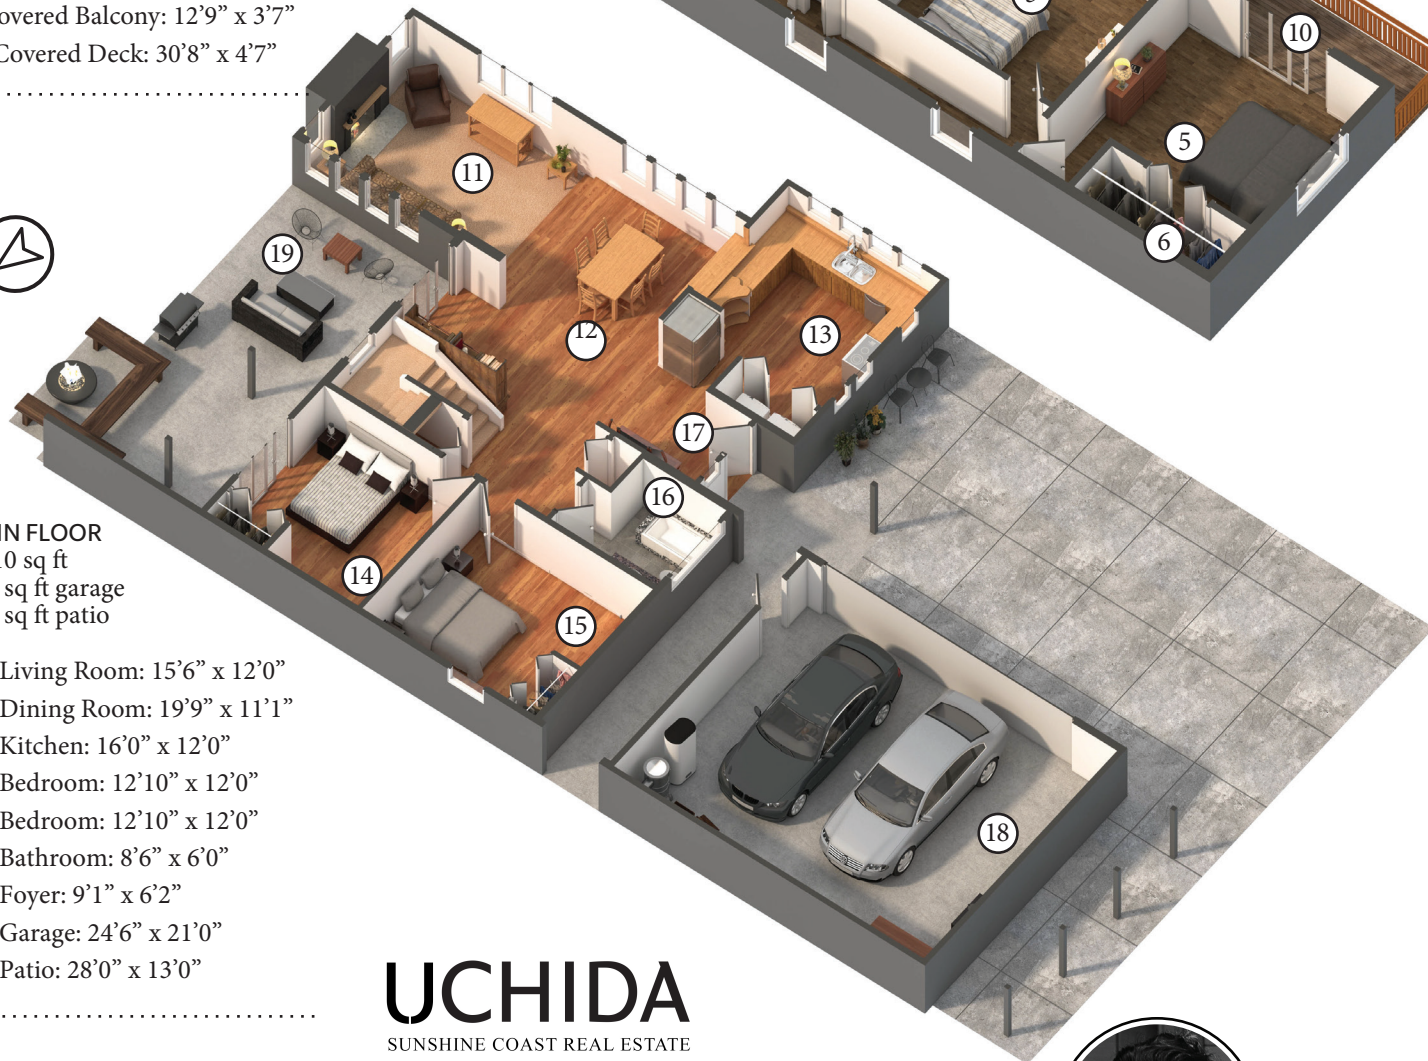 overed Balcony: 12’9” x 3’7”
Covered Deck: 30’8” x 4’7”
10
5
6
11
19
12
13
17
16
14
15
18
IN FLOOR
10 sq ft
sq ft garage
sq ft patio
Living Room: 15’6” x 12’0”
Dining Room: 19’9” x 11’1”
Kitchen: 16’0” x 12’0”
Bedroom: 12’10” x 12’0”
Bedroom: 12’10” x 12’0”
Bathroom: 8’6” x 6’0”
Foyer: 9’1” x 6’2”
Garage: 24’6” x 21’0”
Patio: 28’0” x 13’0”
UCHIDA
SUNSHINE COAST REAL ESTATE